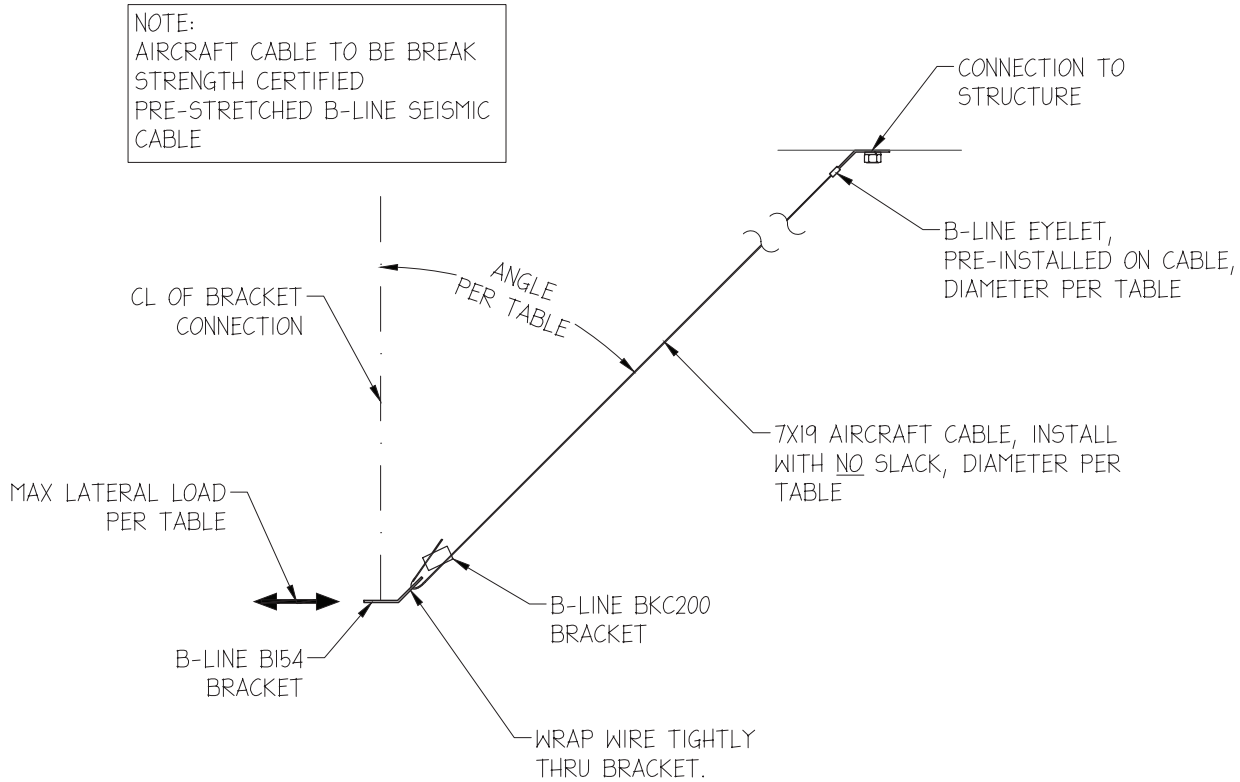 NOTE:
AIRCRAFT CABLE TO BE BREAK
STRENGTH CERTIFIED
PRE-STRETCHED B-LINE SEISMIC
CABLE
CONNECTION TO
STRUCTURE
B-LINE EYELET,
PRE-INSTALLED ON CABLE,
DIAMETER PER TABLE
ANGLE
PER TABLE
CL OF BRACKET
CONNECTION
7X19 AIRCRAFT CABLE, INSTALL
WITH NO SLACK, DIAMETER PER
TABLE
MAX LATERAL LOAD
PER TABLE
B-LINE BKC200
BRACKET
B-LINE B154
BRACKET
WRAP WIRE TIGHTLY
THRU BRACKET.